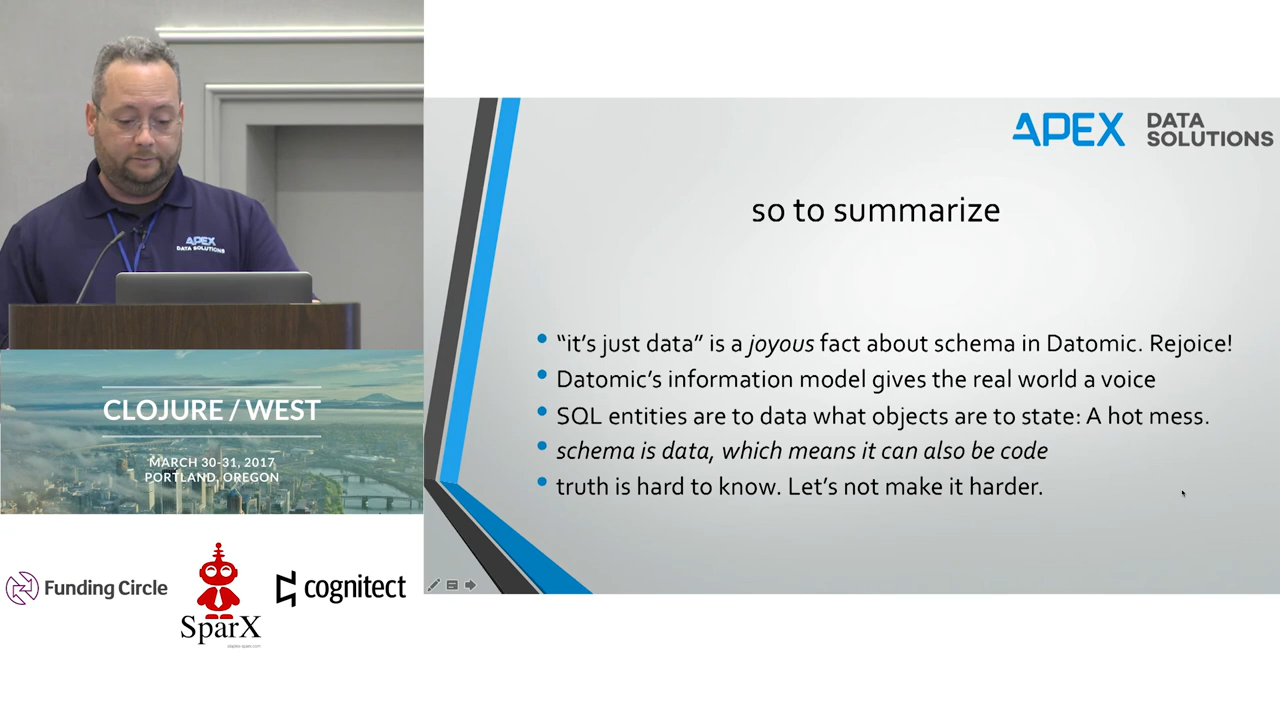 APEX
DATA SOLUTIONS
CLOJURE / WEST
MARCH 30-31, 2017
PORTLAND, OREGON
Funding Circle
SparX
cognitect
APEX
DATA
SOLUTIONS
so to summarize
• “it’s just data” is a joyous fact about schema in Datomic. Rejoice!
• Datomic’s information model gives the real world a voice
• SQL entities are to data what objects are to state: A hot mess.
• schema is data, which means it can also be code
• truth is hard to know. Let’s not make it harder.